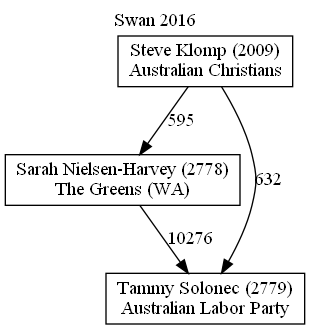 Swan 2016
Steve Klomp (2009)
Australian Christians
595
632
Sarah Nielsen-Harvey (2778)
The Greens (WA)
10276
Tammy Solonec (2779)
Australian Labor Party